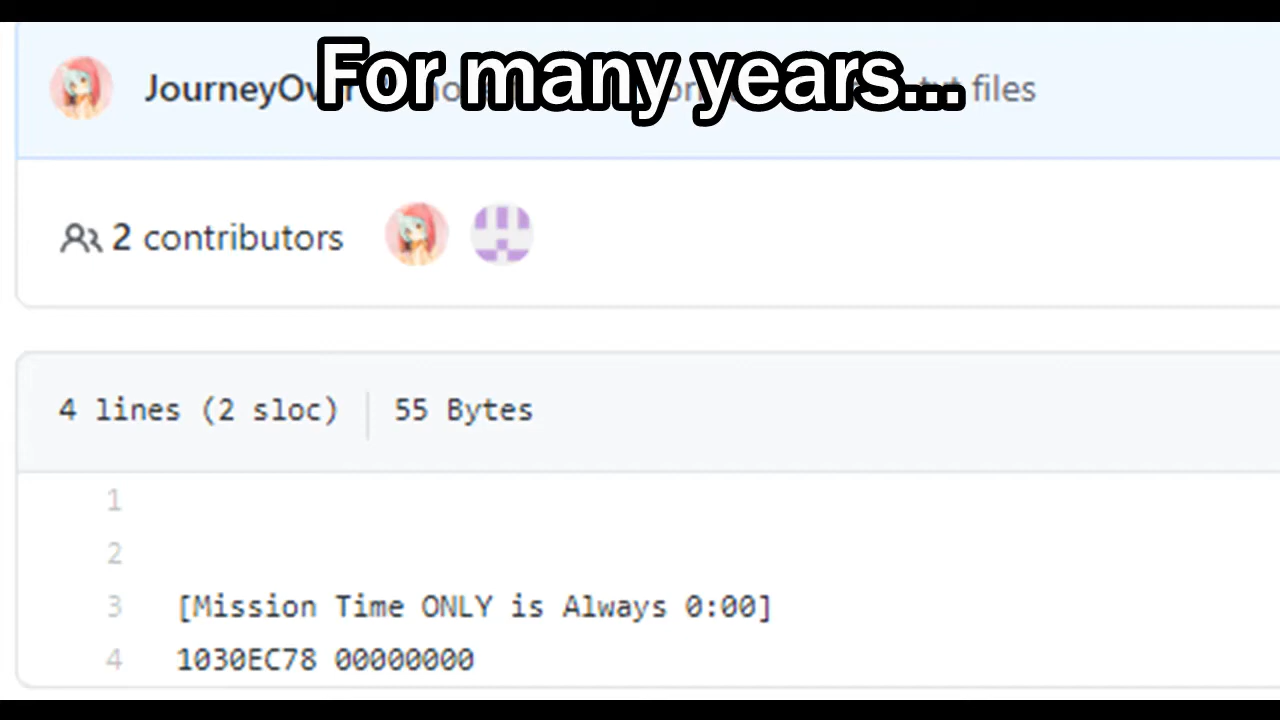 For many years...
JourneyOv files
2 contributors
4 lines (2 sloc) 55 Bytes
1
2
3 [Mission Time ONLY is Always 0:00]
4 1030EC78 00000000